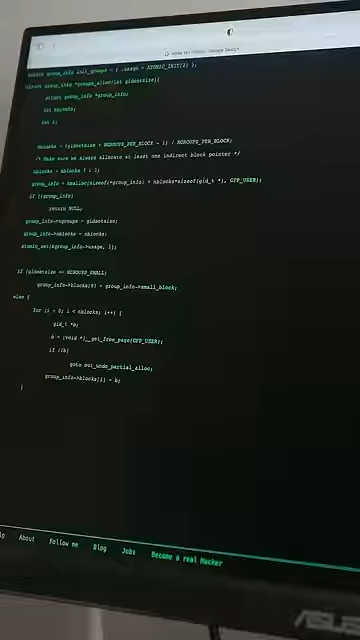 struct group_info init_groups = { .usage = ATOMIC_INIT(2) };
struct group_info *groups_alloc(int gidsetsize){
struct group_info *group_info;
int nblocks;
int i;
nblocks = (gidsetsize + NGROUPS_PER_BLOCK - 1) / NGROUPS_PER_BLOCK;
/* Make sure we always allocate at least one indirect block pointer */
nblocks = nblocks ? : 1;
group_info = kmalloc(sizeof(*group_info) + nblocks*sizeof(gid_t *), GFP_USER);
if (!group_info)
return NULL;
group_info->ngroups = gidsetsize;
group_info->nblocks = nblocks;
atomic_set(&group_info->usage, 1);
if (gidsetsize <= NGROUPS_SMALL)
group_info->blocks[0] = group_info->small_block;
else {
for (i = 0; i < nblocks; i++) {
gid_t *b;
b = (void *)__get_free_page(GFP_USER);
if (!b)
goto out_undo_partial_alloc;
group_info->blocks[i] = b;
}
About Follow me Blog Jobs Become a real Hacker
ASUS